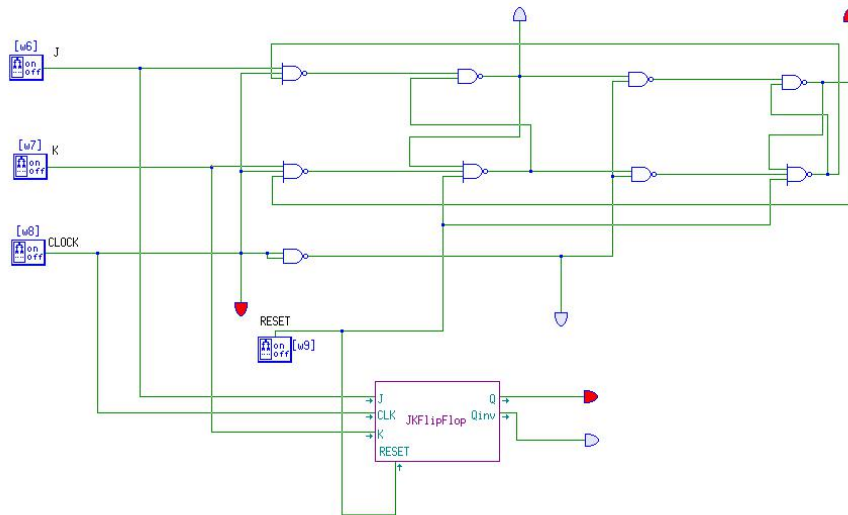 [w6]
J
on
off
[w7]
K
on
off
[w8]
CLOCK
on
off
RESET
on
off
[w9]
J
Q
CLK
Qinv
JKFlipFlop
K
RESET